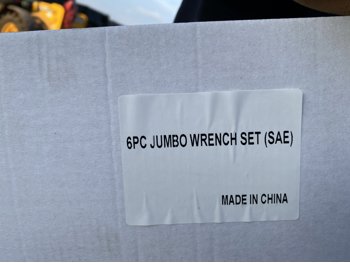 6PC JUMBO WRENCH SET (SAE)
MADE IN CHINA